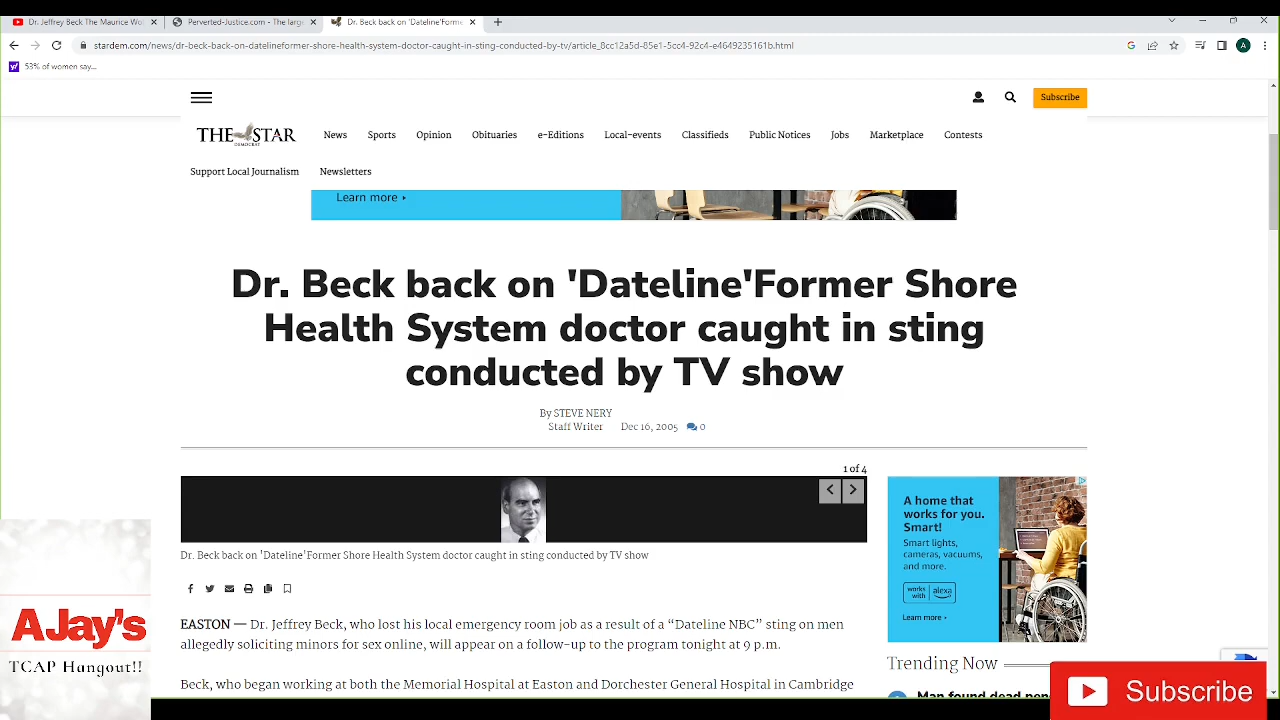 Dr. Jeffrey Beck The Maurice Wol
Perverted-Justice.com - The large
Dr. Beck back on 'Dateline'Forme
stardem.com/news/dr-beck-back-on-datelineformer-shore-health-system-doctor-caught-in-sting-conducted-by-tv/article_8cc12a5d-85e1-5cc4-92c4-e4649235161b.html
G
A
y!
53% of women say...
Subscribe
THE STAR
DEMOCRAT
News
Sports
Opinion
Obituaries
e-Editions
Local-events
Classifieds
Public Notices
Jobs
Marketplace
Contests
Support Local Journalism
Newsletters
Learn more
Dr. Beck back on 'Dateline'Former Shore
Health System doctor caught in sting
conducted by TV show
By STEVE NERY
Staff Writer
Dec 16, 2005
0
1 of 4
Dr. Beck back on 'Dateline'Former Shore Health System doctor caught in sting conducted by TV show
EASTON — Dr. Jeffrey Beck, who lost his local emergency room job as a result of a “Dateline NBC” sting on men
allegedly soliciting minors for sex online, will appear on a follow-up to the program tonight at 9 p.m.
Beck, who began working at both the Memorial Hospital at Easton and Dorchester General Hospital in Cambridge
A home that
works for you.
Smart!
Smart lights,
cameras, vacuums,
and more.
works with alexa
Learn more
Trending Now
Man found dead
AJay's
TCAP Hangout!!
Subscribe